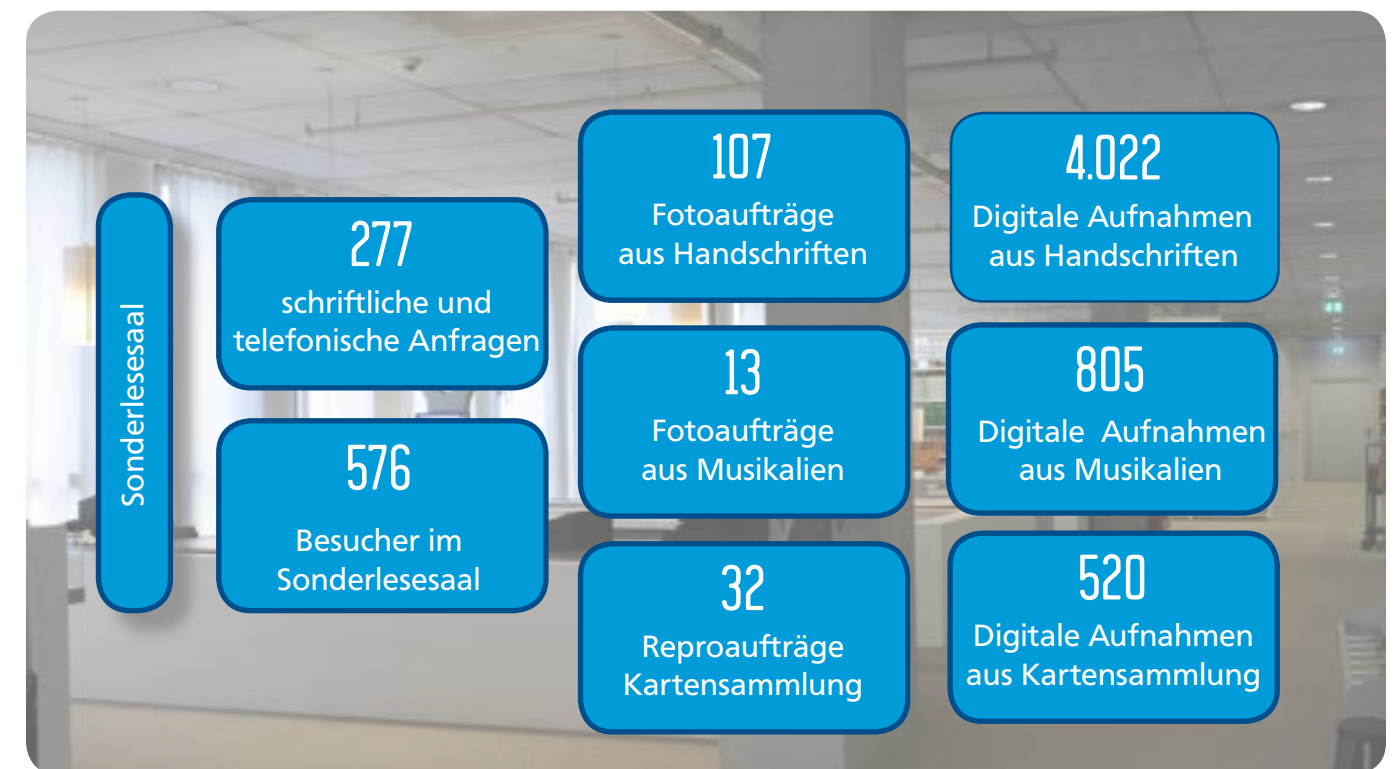 Sonderlesesaal
277
schriftliche und
telefonische Anfragen
576
Besucher im
Sonderlesesaal
107
Fotoaufträge
aus Handschriften
13
Fotoaufträge
aus Musikalien
32
Reproaufträge
Kartensammlung
4.022
Digitale Aufnahmen
aus Handschriften
805
Digitale  Aufnahmen
aus Musikalien
520
Digitale Aufnahmen
aus Kartensammlung